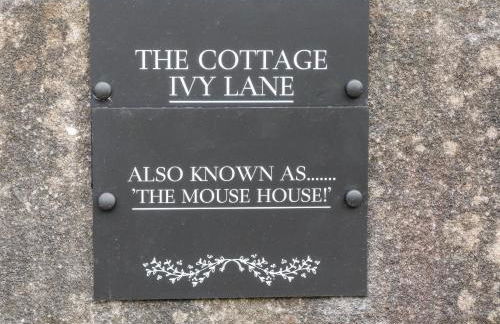 THE COTTAGE
IVY LANE
ALSO KNOWN AS.......
'THE MOUSE HOUSE!'